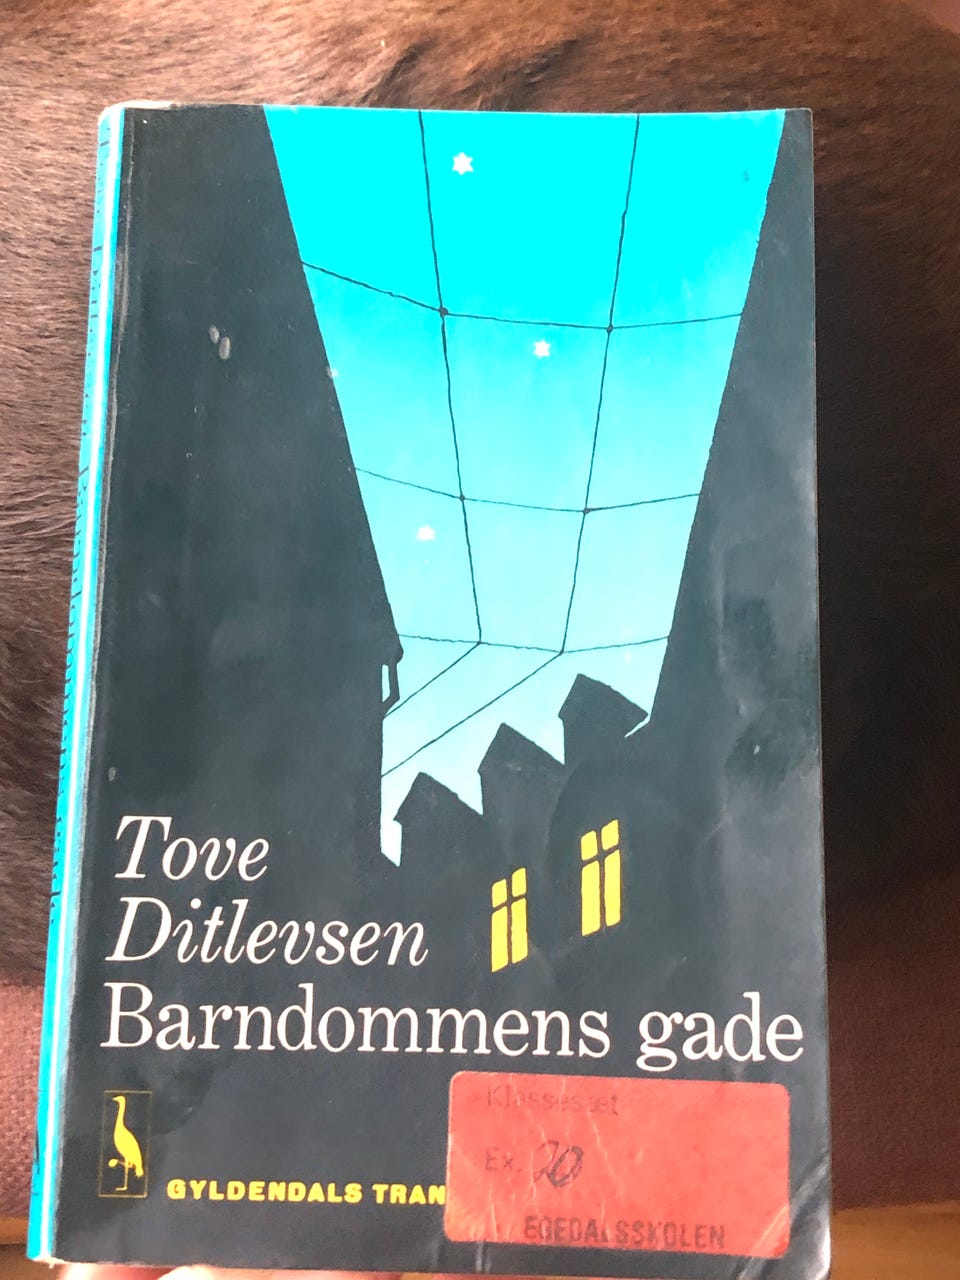 Tove
Ditlevsen
Barndommens gade
GYLDENDALS TRAN
Klassesæt
Ex. 20
EGEDALSSKOLEN